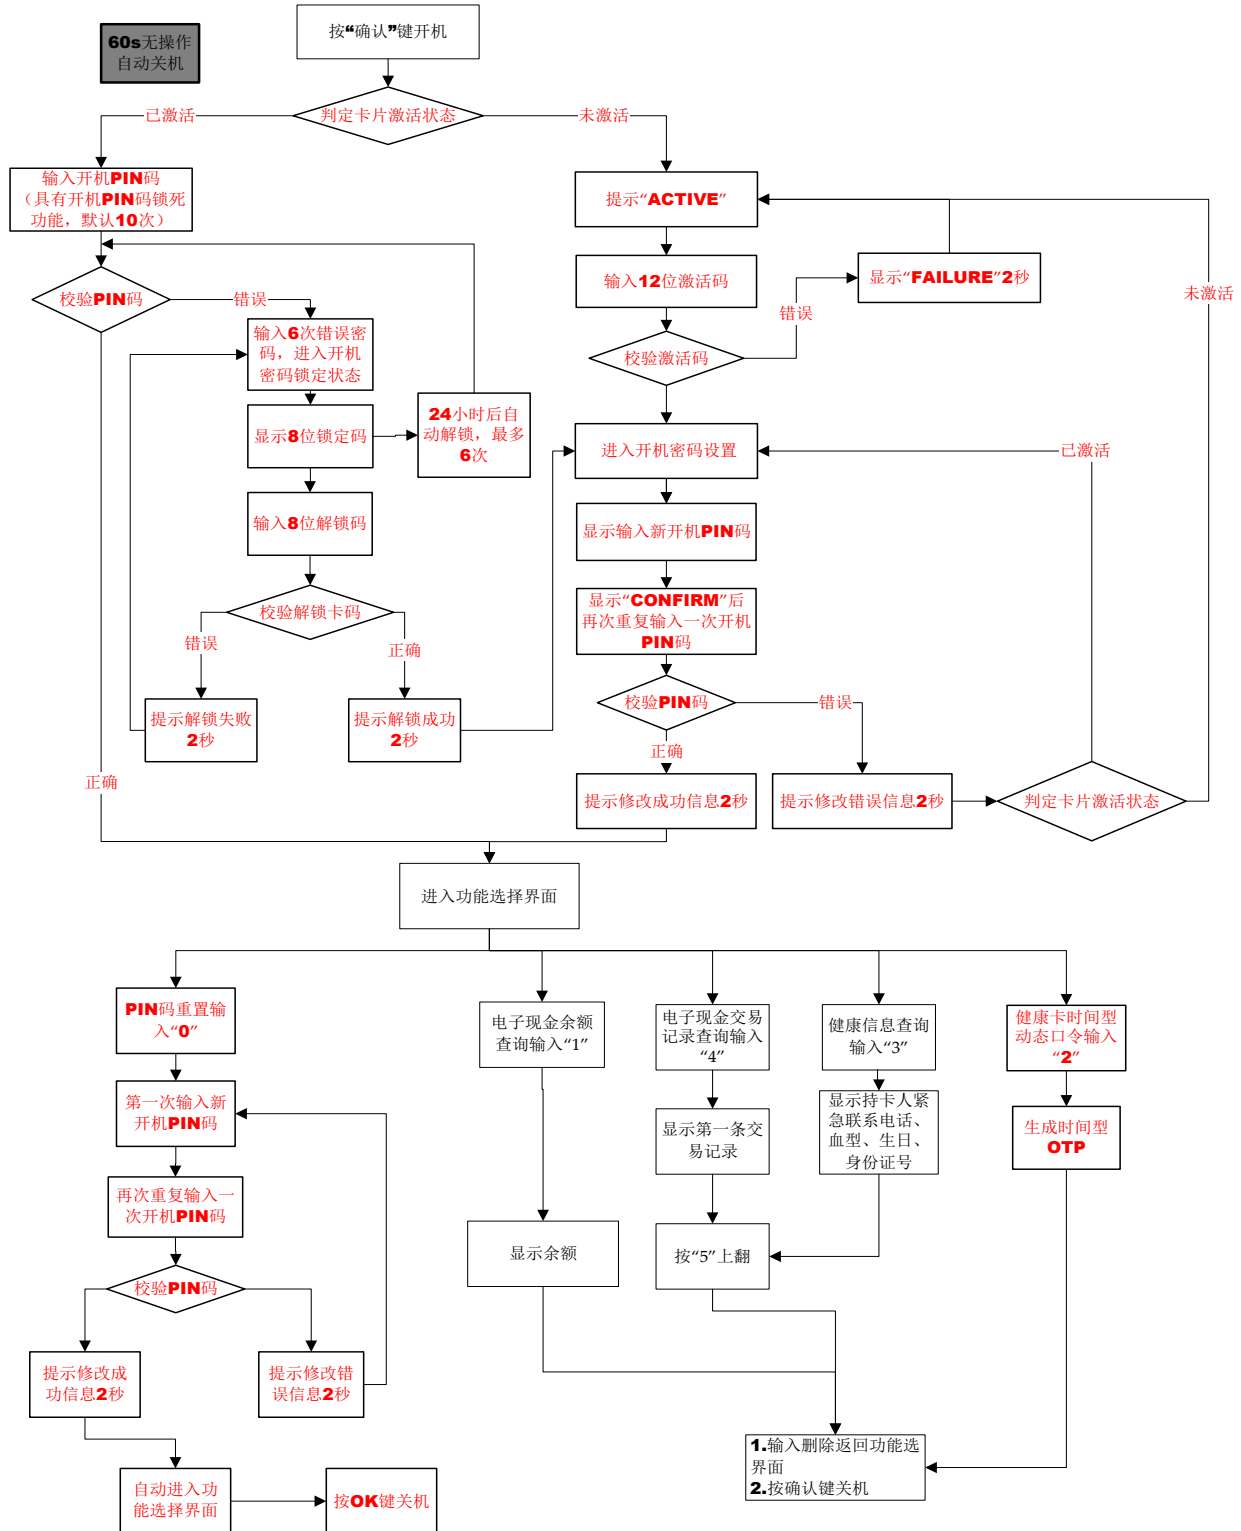 60s无操作
自动关机
按“确认”键开机
判定卡片激活状态
已激活
未激活
输入开机PIN码
（具有开机PIN码锁死
功能，默认10次）
提示“ACTIVE”
校验PIN码
错误
输入12位激活码
显示“FAILURE”2秒
未激活
错误
输入6次错误密
码，进入开机
密码锁定状态
校验激活码
显示8位锁定码
24小时后自
动解锁，最多
6次
进入开机密码设置
已激活
输入8位解锁码
显示输入新开机PIN码
校验解锁卡码
显示“CONFIRM”后
再次重复输入一次开机
PIN码
错误
正确
校验PIN码
错误
提示解锁失败
2秒
提示解锁成功
2秒
正确
正确
提示修改成功信息2秒
提示修改错误信息2秒
判定卡片激活状态
进入功能选择界面
PIN码重置输
入“0”
电子现金余额
查询输入“1”
电子现金交易
记录查询输入
“4”
健康信息查询
输入“3”
健康卡时间型
动态口令输入
“2”
第一次输入新
开机PIN码
显示第一条交
易记录
显示持卡人紧
急联系电话、
血型、生日、
身份证号
生成时间型
OTP
再次重复输入一
次开机PIN码
显示余额
按“5”上翻
校验PIN码
提示修改成
功信息2秒
提示修改错
误信息2秒
1.输入删除返回功能选
界面
2.按确认键关机
自动进入功
能选择界面
按OK键关机